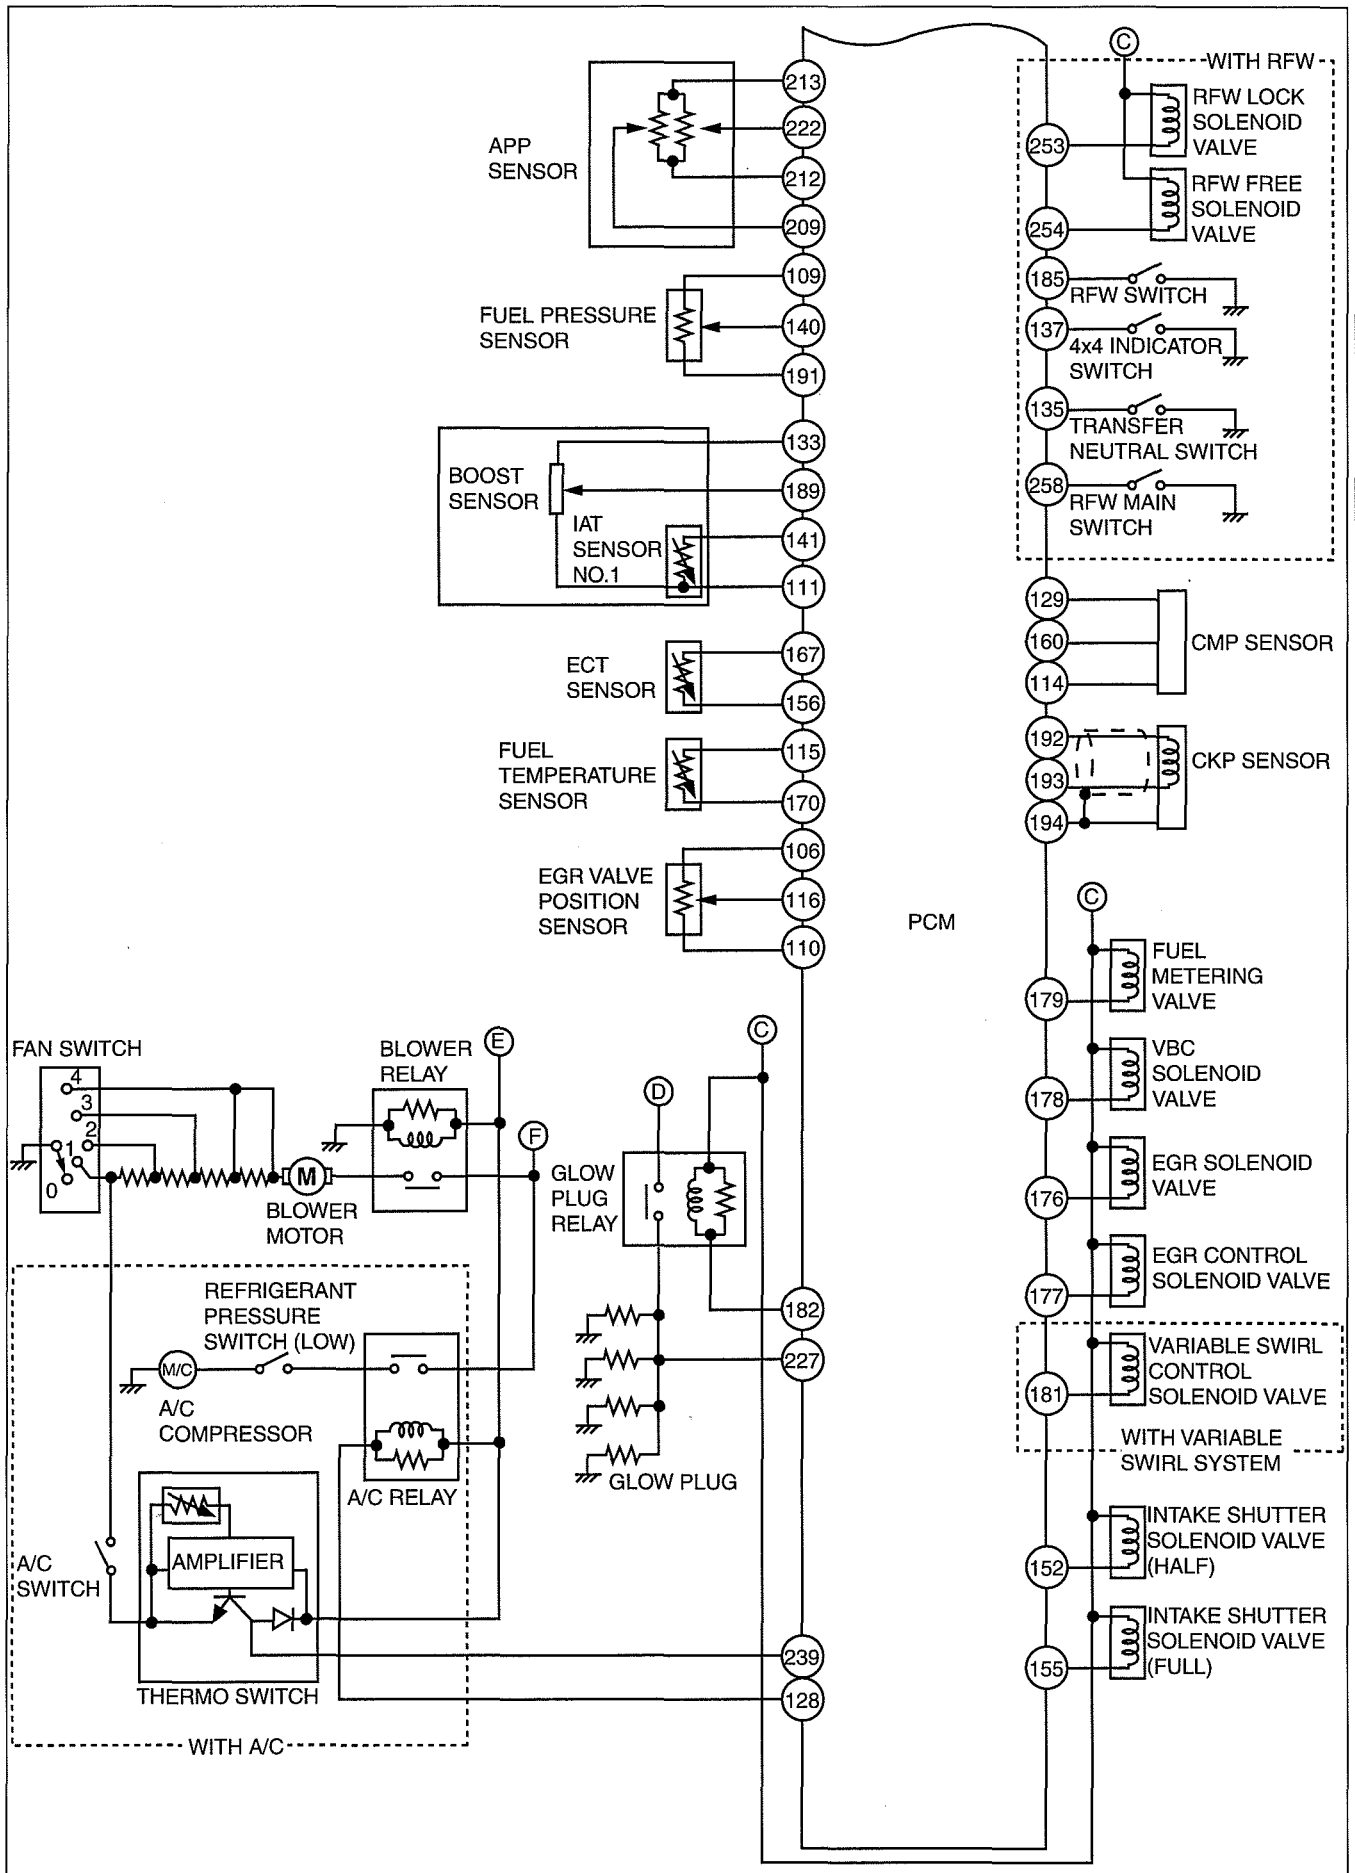 213
222
212
209
APP
SENSOR
109
140
191
FUEL PRESSURE
SENSOR
133
189
141
111
BOOST
SENSOR
IAT
SENSOR
NO.1
167
156
ECT
SENSOR
115
170
FUEL
TEMPERATURE
SENSOR
106
116
110
EGR VALVE
POSITION
SENSOR
PCM
C
WITH RFW
RFW LOCK
SOLENOID
VALVE
253
RFW FREE
SOLENOID
VALVE
254
185
RFW SWITCH
137
4x4 INDICATOR
SWITCH
135
TRANSFER
NEUTRAL SWITCH
258
RFW MAIN
SWITCH
129
160
114
CMP SENSOR
192
193
194
CKP SENSOR
C
FUEL
METERING
VALVE
179
VBC
SOLENOID
VALVE
178
EGR SOLENOID
VALVE
176
EGR CONTROL
SOLENOID VALVE
177
VARIABLE SWIRL
CONTROL
SOLENOID VALVE
181
WITH VARIABLE
SWIRL SYSTEM
INTAKE SHUTTER
SOLENOID VALVE
(HALF)
152
INTAKE SHUTTER
SOLENOID VALVE
(FULL)
155
FAN SWITCH
4
3
2
1
0
BLOWER
RELAY
E
F
M
BLOWER
MOTOR
C
D
GLOW
PLUG
RELAY
182
227
GLOW PLUG
REFRIGERANT
PRESSURE
SWITCH (LOW)
M/C
A/C
COMPRESSOR
A/C RELAY
AMPLIFIER
A/C
SWITCH
THERMO SWITCH
239
128
WITH A/C